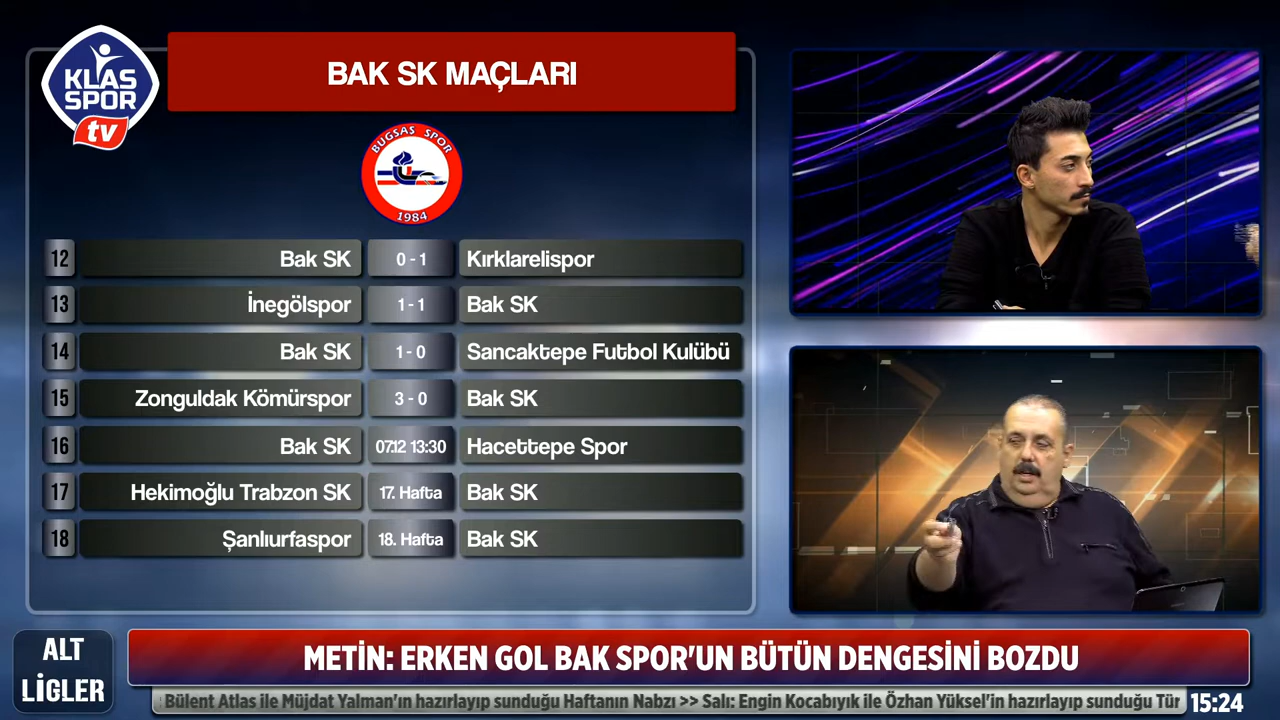 KLAS
SPOR
tv
BAK SK MAÇLARI
BUGSAS SPOR
1984
12 Bak SK 0 - 1 Kırklarelispor
13 İnegölspor 1 - 1 Bak SK
14 Bak SK 1 - 0 Sancaktepe Futbol Kulübü
15 Zonguldak Kömürspor 3 - 0 Bak SK
16 Bak SK 07.12 13:30 Hacettepe Spor
17 Hekimoğlu Trabzon SK 17. Hafta Bak SK
18 Şanlıurfaspor 18. Hafta Bak SK
ALT
LİGLER
METİN: ERKEN GOL BAK SPOR'UN BÜTÜN DENGESİNİ BOZDU
Bülent Atlas ile Müjdat Yalman'ın hazırlayıp sunduğu Haftanın Nabzı >> Salı: Engin Kocabıyık ile Özhan Yüksel'in hazırlayıp sunduğu Tür
15:24